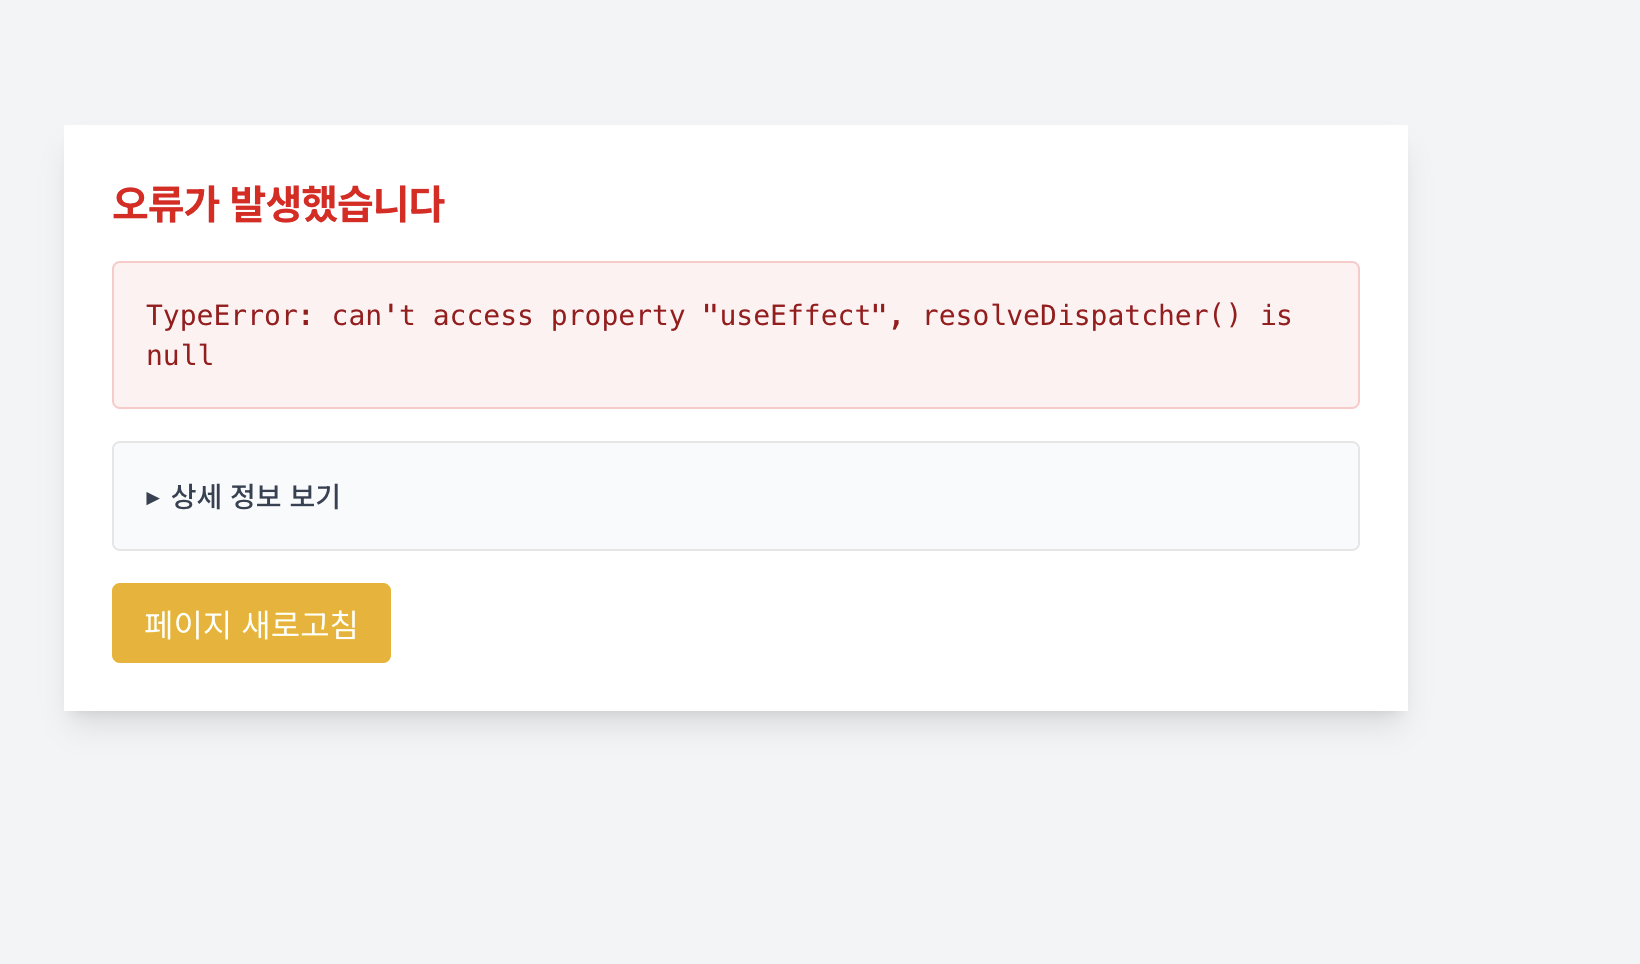 오류가 발생했습니다
TypeError: can't access property "useEffect", resolveDispatcher() is
null
▸ 상세 정보 보기
페이지 새로고침